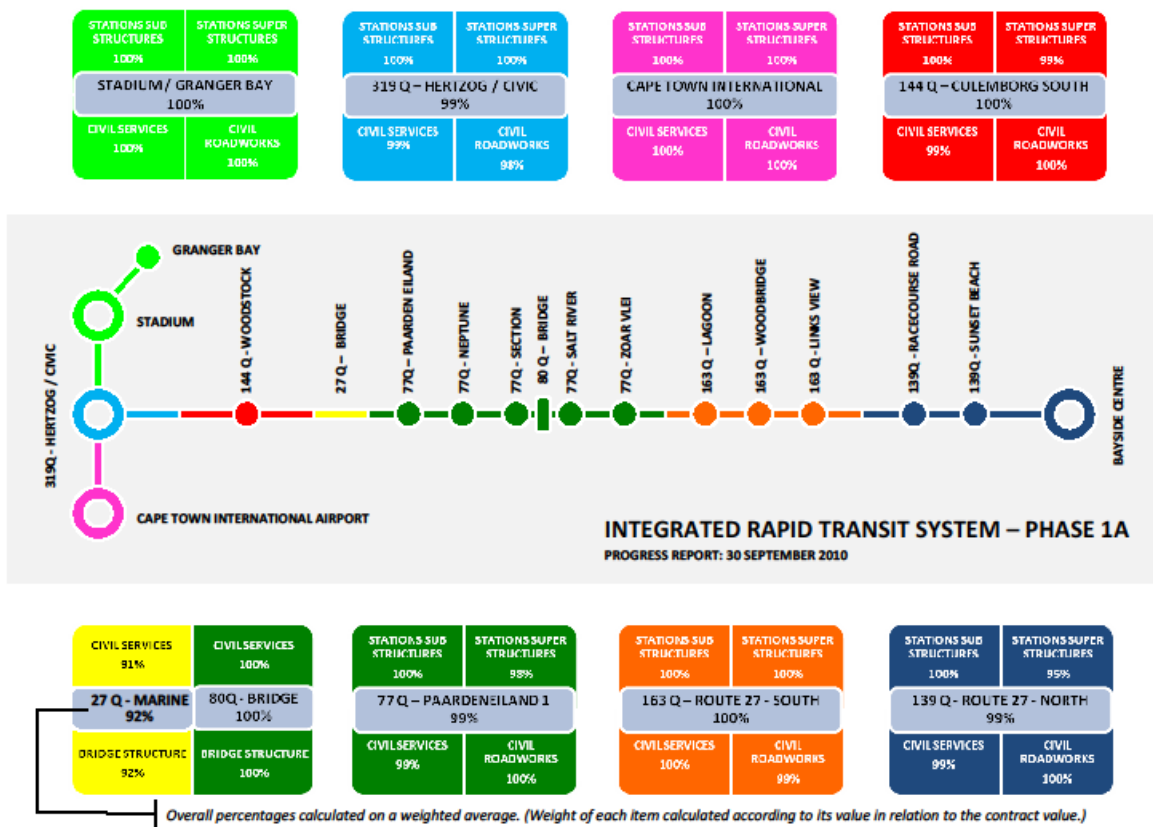 STATIONS SUB STRUCTURES
100%
STATIONS SUPER STRUCTURES
100%
STADIUM / GRANGER BAY
100%
CIVIL SERVICES
100%
CIVIL ROADWORKS
100%
STATIONS SUB STRUCTURES
100%
STATIONS SUPER STRUCTURES
100%
319 Q – HERTZOG / CIVIC
99%
CIVIL SERVICES
99%
CIVIL ROADWORKS
98%
STATIONS SUB STRUCTURES
100%
STATIONS SUPER STRUCTURES
100%
CAPE TOWN INTERNATIONAL
100%
CIVIL SERVICES
100%
CIVIL ROADWORKS
100%
STATIONS SUB STRUCTURES
100%
STATIONS SUPER STRUCTURES
99%
144 Q – CULEMBORG SOUTH
100%
CIVIL SERVICES
99%
CIVIL ROADWORKS
100%
GRANGER BAY
STADIUM
319Q - HERTZOG / CIVIC
CAPE TOWN INTERNATIONAL AIRPORT
144 Q - WOODSTOCK
27 Q – BRIDGE
77Q – PAARDEN EILAND
77Q - NEPTUNE
77Q - SECTION
80 Q – BRIDGE
77Q - SALT RIVER
77Q - ZOAR VLEI
163 Q – LAGOON
163 Q – WOODBRIDGE
163 Q - LINKS VIEW
139Q - RACECOURSE ROAD
139Q - SUNSET BEACH
BAYSIDE CENTRE
INTEGRATED RAPID TRANSIT SYSTEM – PHASE 1A
PROGRESS REPORT: 30 SEPTEMBER 2010
CIVIL SERVICES
91%
27 Q - MARINE
92%
BRIDGE STRUCTURE
92%
CIVIL SERVICES
100%
80Q - BRIDGE
100%
BRIDGE STRUCTURE
100%
STATIONS SUB STRUCTURES
100%
STATIONS SUPER STRUCTURES
98%
77 Q – PAARDENEILAND 1
99%
CIVIL SERVICES
99%
CIVIL ROADWORKS
100%
STATIONS SUB STRUCTURES
100%
STATIONS SUPER STRUCTURES
100%
163 Q – ROUTE 27 - SOUTH
100%
CIVIL SERVICES
100%
CIVIL ROADWORKS
99%
STATIONS SUB STRUCTURES
100%
STATIONS SUPER STRUCTURES
95%
139 Q - ROUTE 27 - NORTH
99%
CIVIL SERVICES
99%
CIVIL ROADWORKS
100%
Overall percentages calculated on a weighted average. (Weight of each item calculated according to its value in relation to the contract value.)